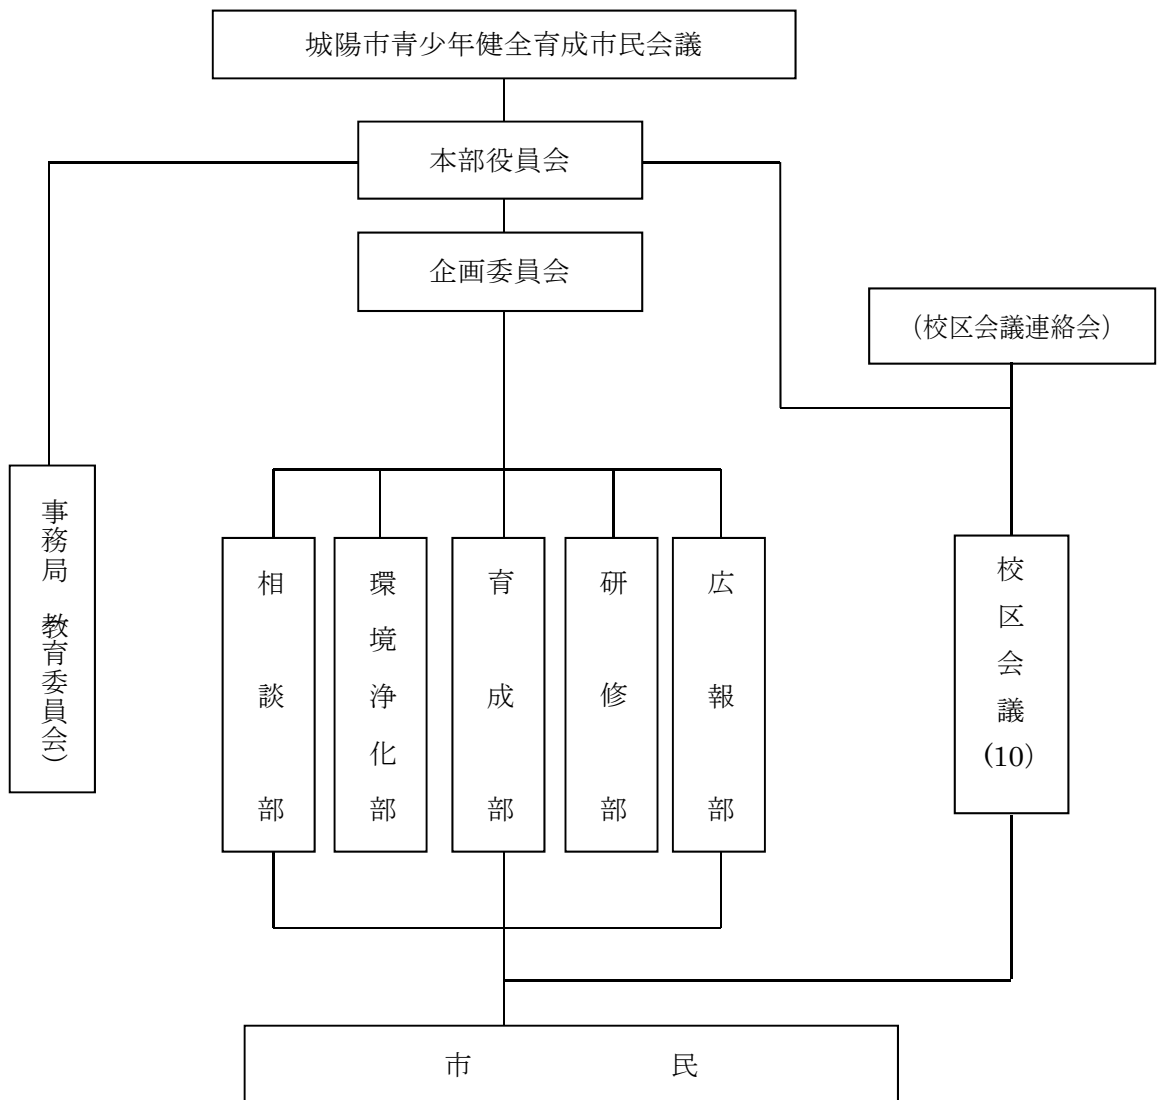 城陽市青少年健全育成市民会議
本部役員会
企画委員会
（校区会議連絡会）
事務局　教育委員会）
相談部
環境浄化部
育成部
研修部
広報部
校区会議（10）
市民